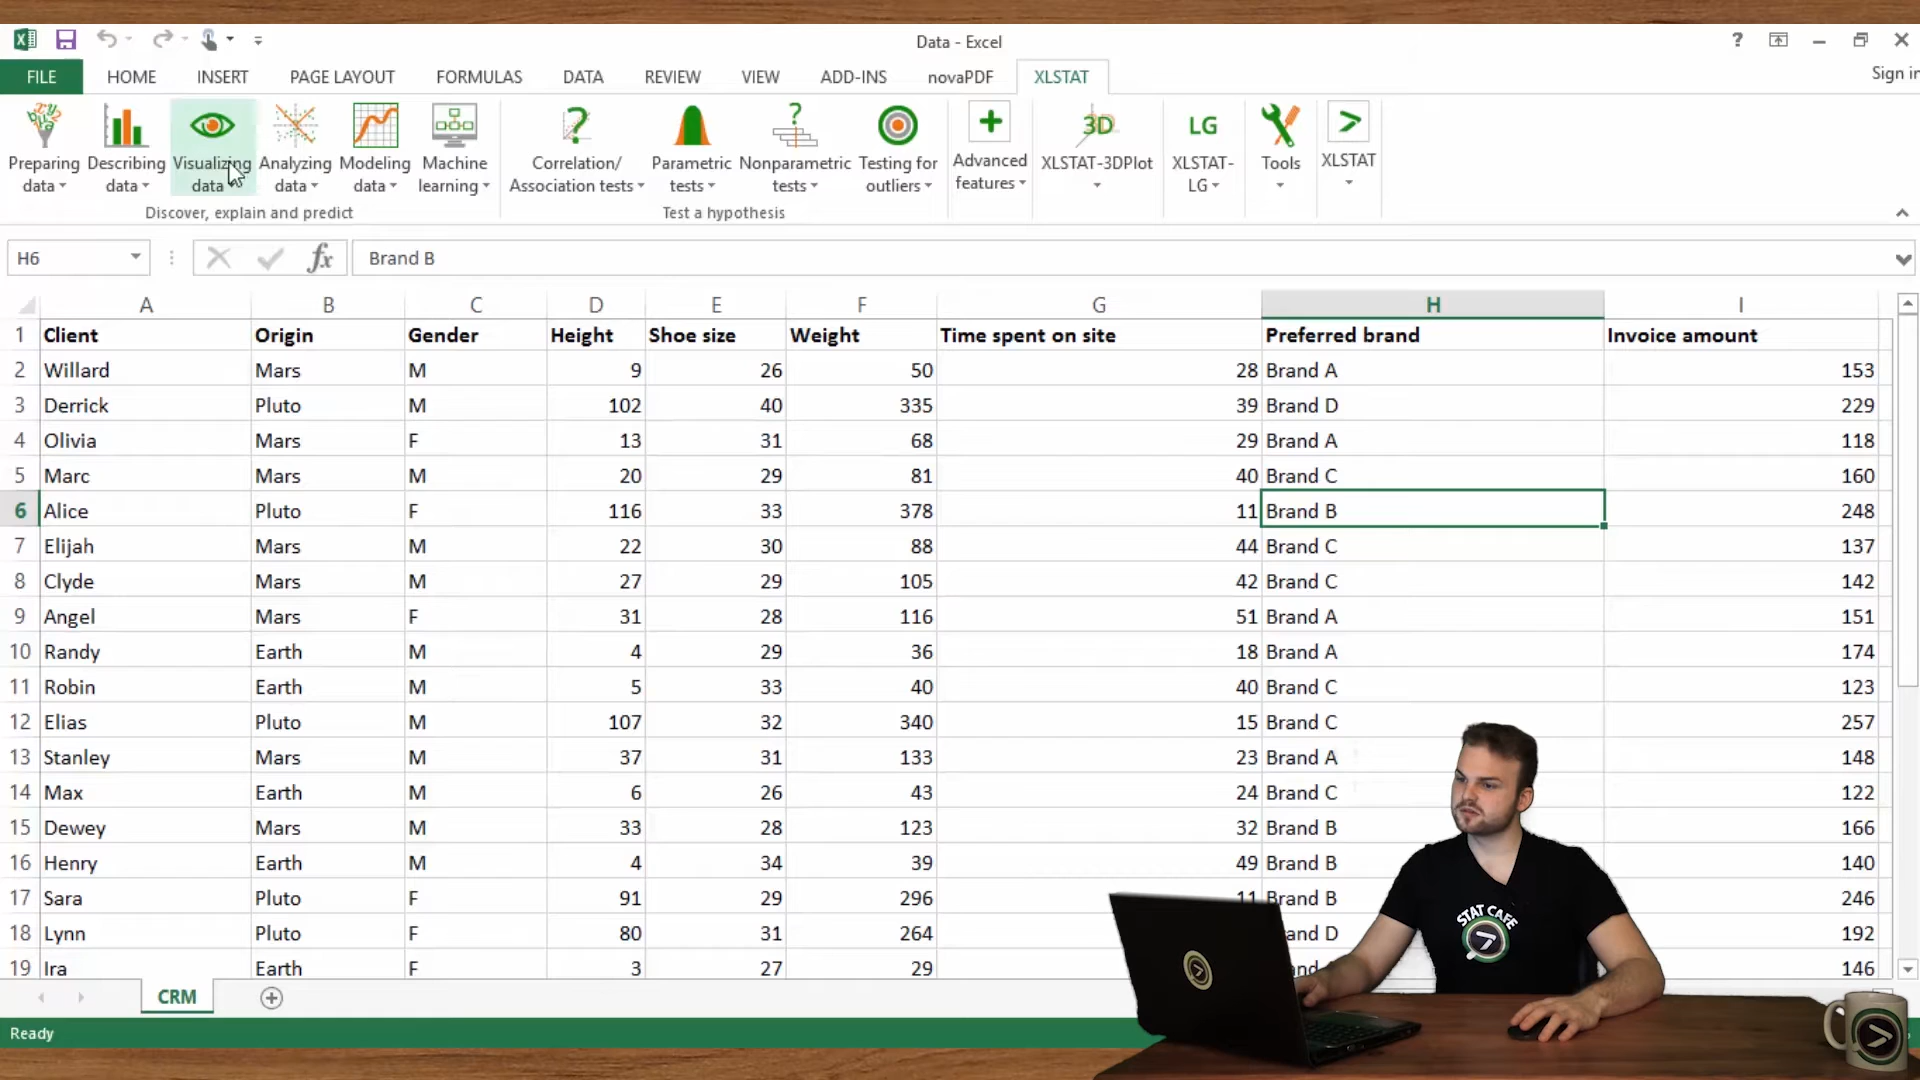 Data - Excel
?
Sign in
FILE HOME INSERT PAGE LAYOUT FORMULAS DATA REVIEW VIEW ADD-INS novaPDF XLSTAT
Preparing data
Describing data
Visualizing data
Analyzing data
Modeling data
Machine learning
Correlation/ Association tests
Parametric tests
Nonparametric tests
Testing for outliers
Advanced features
3D
XLSTAT-3DPlot
LG
XLSTAT-LG
Tools
XLSTAT
Discover, explain and predict
Test a hypothesis
H6 fx Brand B
A B C D E F G H I
1 Client Origin Gender Height Shoe size Weight Time spent on site Preferred brand Invoice amount
2 Willard Mars M 9 26 50 28 Brand A 153
3 Derrick Pluto M 102 40 335 39 Brand D 229
4 Olivia Mars F 13 31 68 29 Brand A 118
5 Marc Mars M 20 29 81 40 Brand C 160
6 Alice Pluto F 116 33 378 11 Brand B 248
7 Elijah Mars M 22 30 88 44 Brand C 137
8 Clyde Mars M 27 29 105 42 Brand C 142
9 Angel Mars F 31 28 116 51 Brand A 151
10 Randy Earth M 4 29 36 18 Brand A 174
11 Robin Earth M 5 33 40 40 Brand C 123
12 Elias Pluto M 107 32 340 15 Brand C 257
13 Stanley Mars M 37 31 133 23 Brand A 148
14 Max Earth M 6 26 43 24 Brand C 122
15 Dewey Mars M 33 28 123 32 Brand B 166
16 Henry Earth M 4 34 39 49 Brand B 140
17 Sara Pluto F 91 29 296 11 Brand B 246
18 Lynn Pluto F 80 31 264 and D 192
19 Ira Earth F 3 27 29 146
STAT CAFE
CRM
Ready